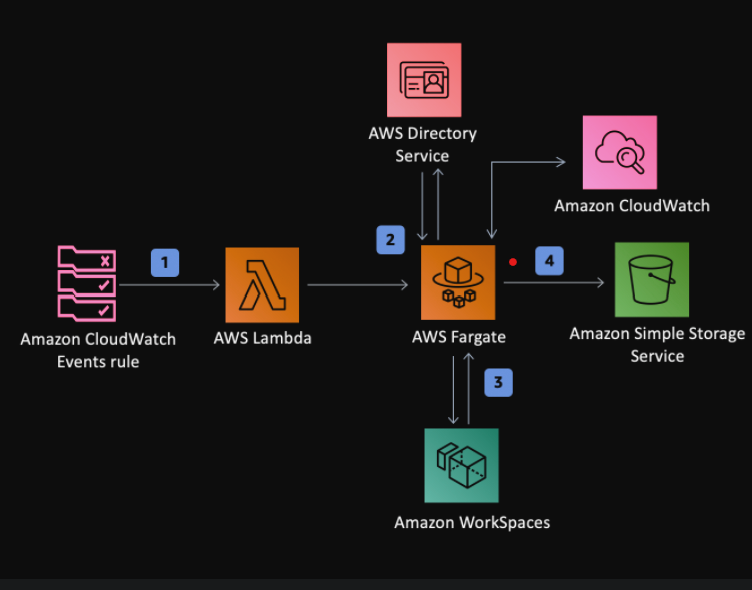 AWS Directory
Service
Amazon CloudWatch
2
1
4
Amazon CloudWatch
Events rule
AWS Lambda
AWS Fargate
Amazon Simple Storage
Service
3
Amazon WorkSpaces